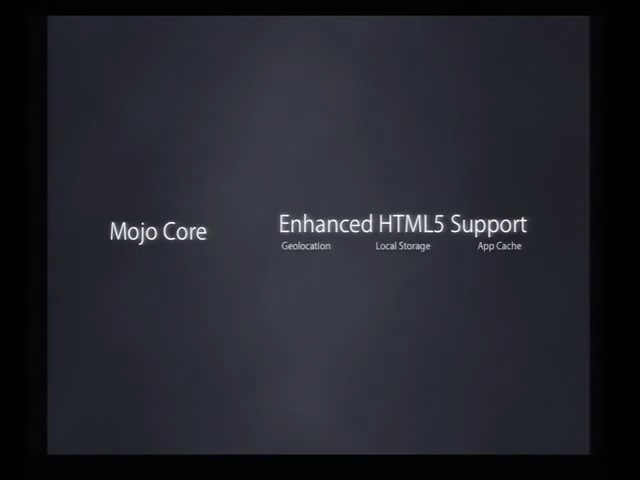 Mojo Core
Enhanced HTML5 Support
Geolocation Local Storage App Cache